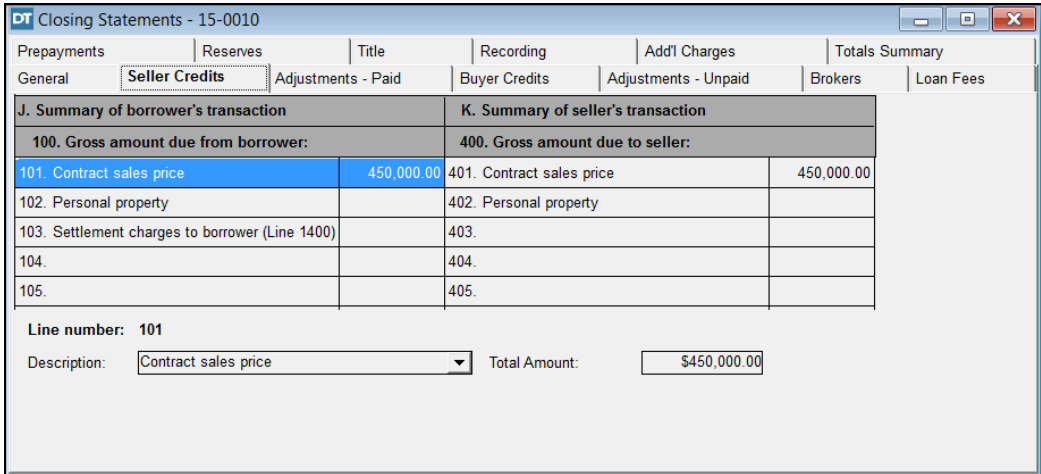 DT Closing Statements - 15-0010
Prepayments Reserves Title Recording Add'l Charges Totals Summary
General Seller Credits Adjustments - Paid Buyer Credits Adjustments - Unpaid Brokers Loan Fees
J. Summary of borrower's transaction K. Summary of seller's transaction
100. Gross amount due from borrower: 400. Gross amount due to seller:
101. Contract sales price 450,000.00 401. Contract sales price 450,000.00
102. Personal property 402. Personal property
103. Settlement charges to borrower (Line 1400) 403.
104. 404.
105. 405.
Line number: 101
Description: Contract sales price Total Amount: $450,000.00